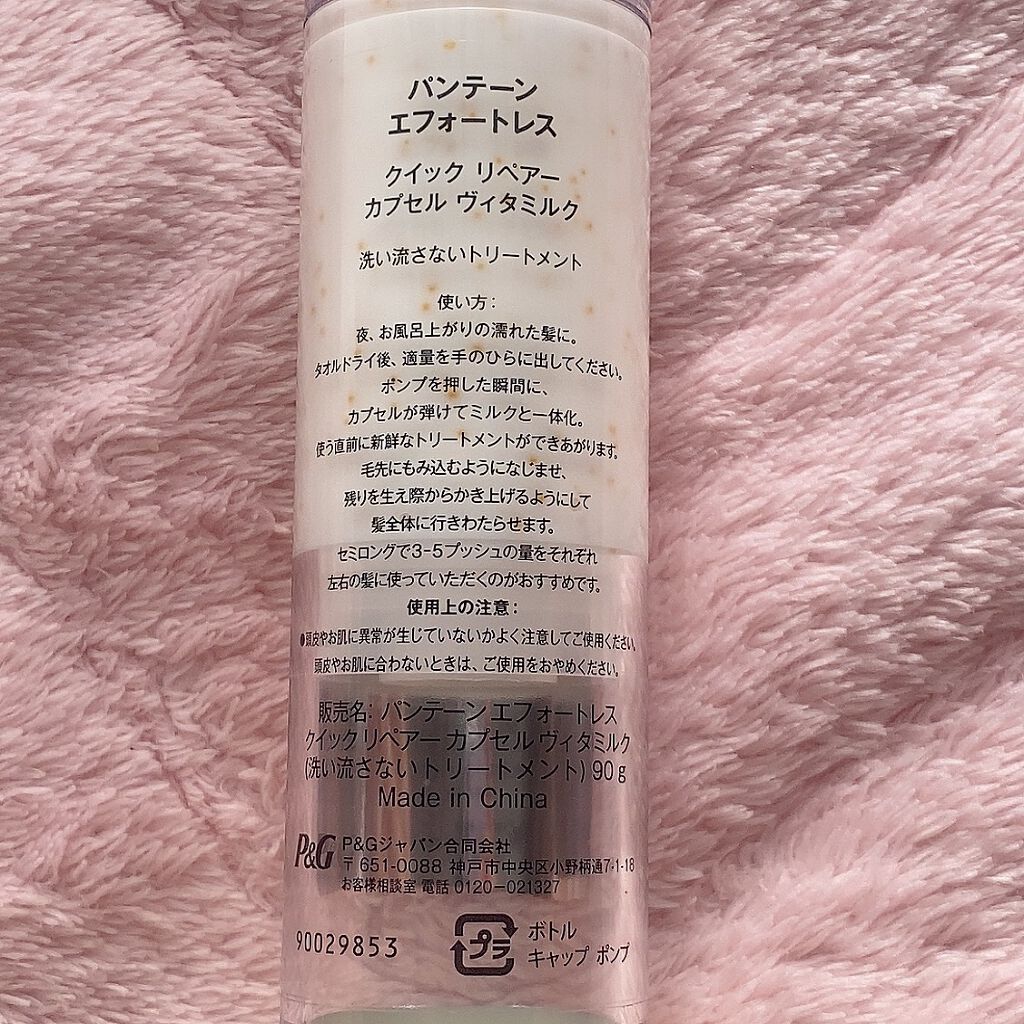 パンテーン
エフォートレス
クイック リペアー
カプセル ヴィタミルク
洗い流さないトリートメント
使い方：
夜、お風呂上がりの濡れた髪に。
タオルドライ後、適量を手のひらに出してください。
ポンプを押した瞬間に、
カプセルが弾けてミルクと一体化。
使う直前に新鮮なトリートメントができあがります。
毛先にもみ込むようになじませ、
残りを生え際からかき上げるようにして
髪全体に行きわたらせます。
セミロングで3-5プッシュの量をそれぞれ
左右の髪に使っていただくのがおすすめです。
使用上の注意：
●頭皮やお肌に異常が生じていないかよく注意してご使用ください。
頭皮やお肌に合わないときは、ご使用をおやめください。
販売名：パンテーン エフォートレス
クイック リペアー カプセル ヴィタミルク
(洗い流さないトリートメント) 90 g
Made in China
P&G P&Gジャパン合同会社
〒651-0088 神戸市中央区小野柄通7-1-18
お客様相談室 電話 0120-021327
90029853
プラ ボトル
キャップ ポンプ